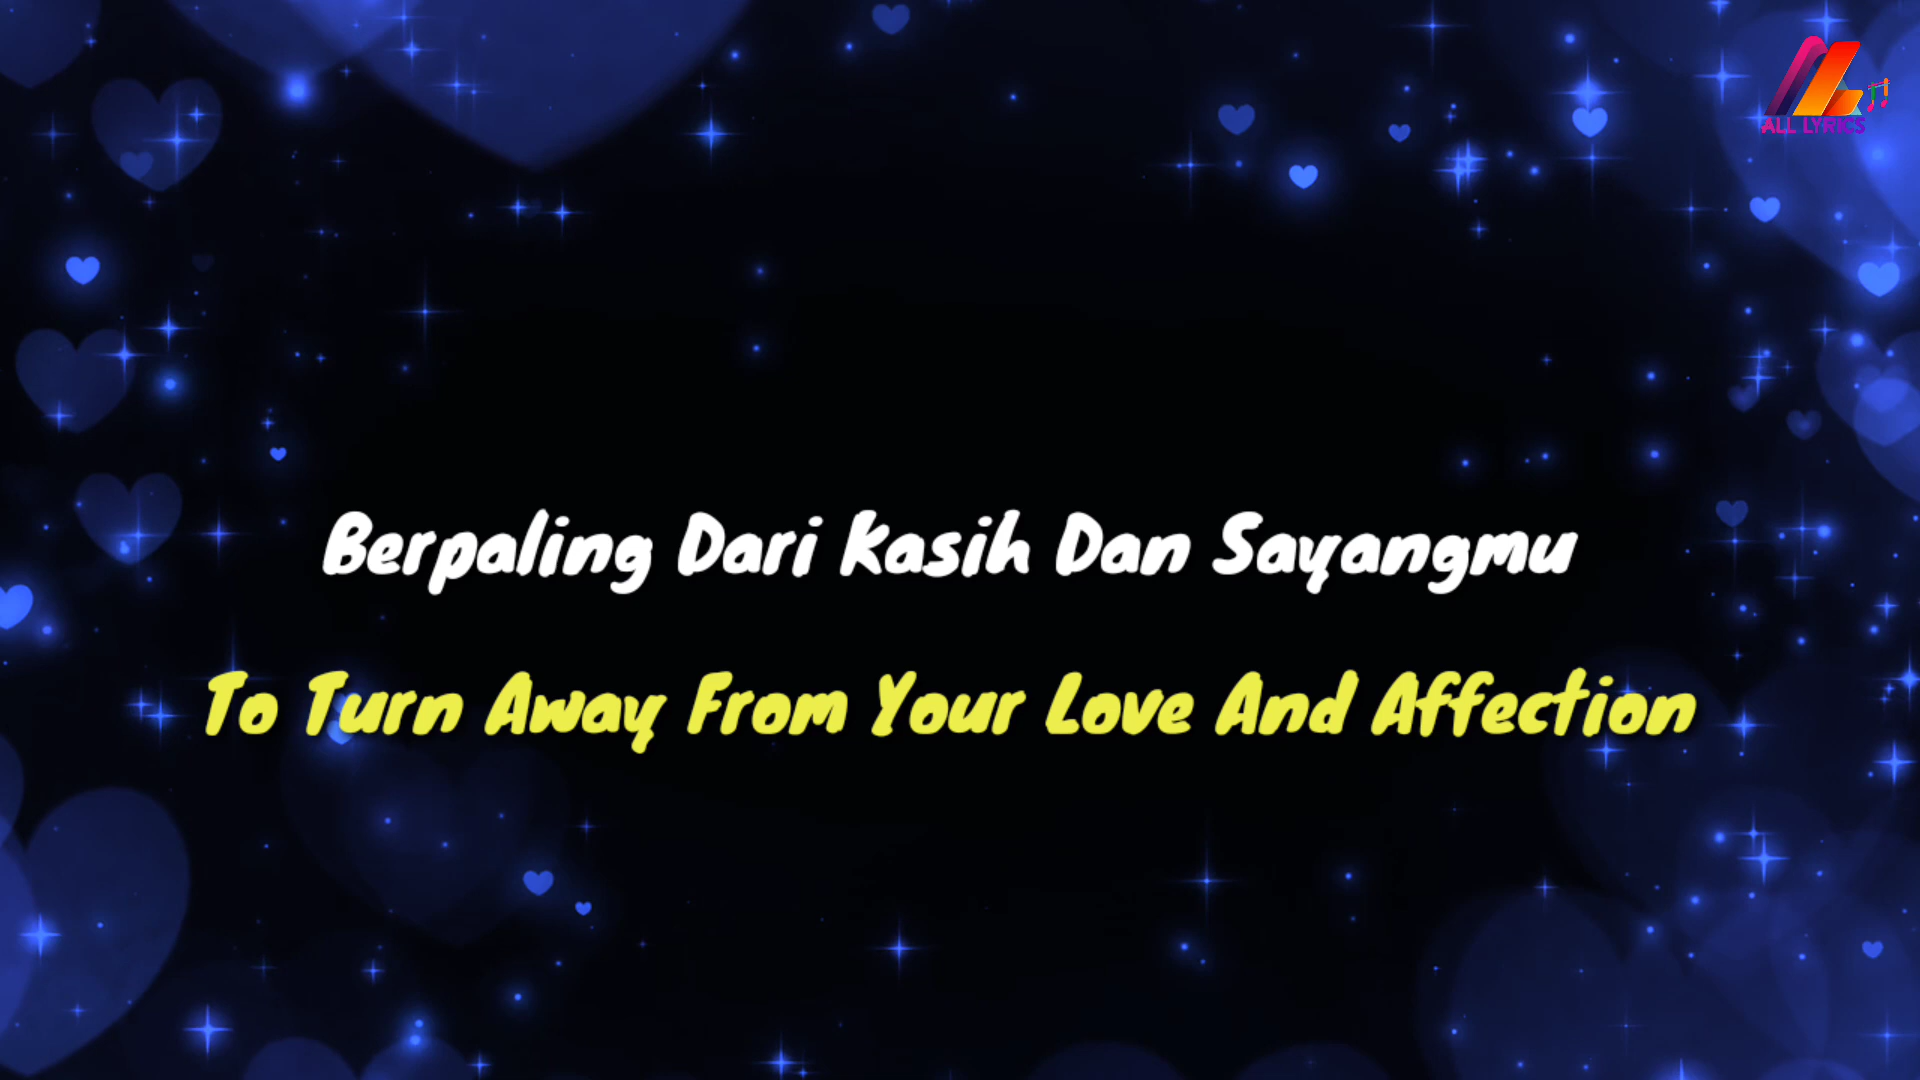 ALL LYRICS
Berpaling Dari Kasih Dan Sayangmu
To Turn Away From Your Love And Affection